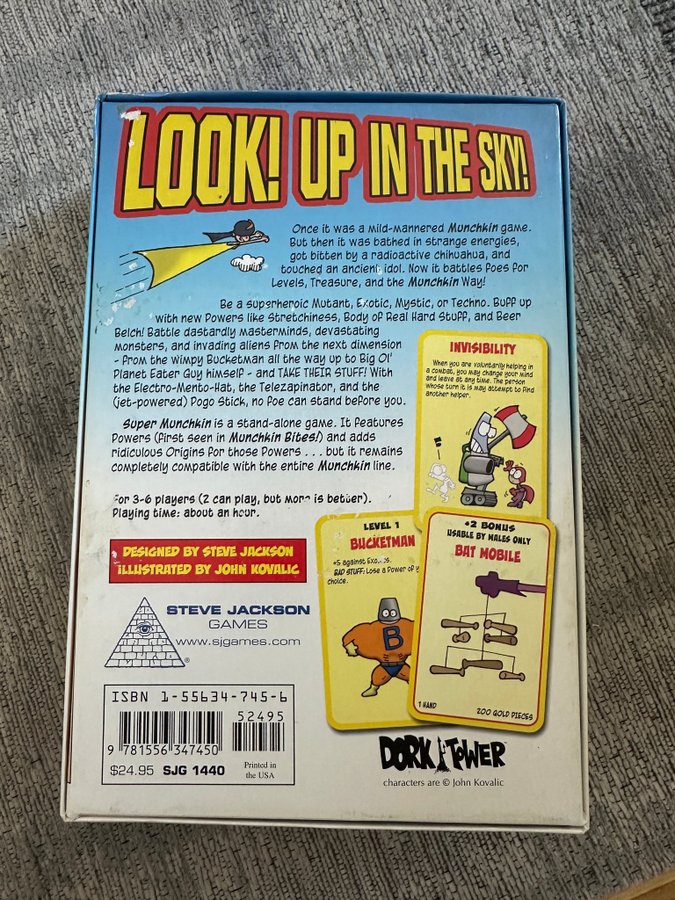 LOOK! UP IN THE SKY!
Once it was a mild-mannered Munchkin game.
But then it was bathed in strange energies,
got bitten by a radioactive chihuahua, and
touched an ancient idol. Now it battles foes for
Levels, Treasure, and the Munchkin Way!
Be a superheroic Mutant, Exotic, Mystic, or Techno. Buff up
with new Powers like Stretchiness, Body of Real Hard Stuff, and Beer
Belch! Battle dastardly masterminds, devastating
monsters, and invading aliens from the next dimension
- from the wimpy Bucketman all the way up to Big Ol'
Planet Eater Guy himself - and TAKE THEIR STUFF! With
the Electro-Mento-Hat, the Telezapinator, and the
(jet-powered) Pogo Stick, no foe can stand before you.
Super Munchkin is a stand-alone game. It features
Powers (first seen in Munchkin Bites!) and adds
ridiculous Origins for those Powers . . . but it remains
completely compatible with the entire Munchkin line.
For 3-6 players (2 can play, but more is better).
Playing time: about an hour.
DESIGNED BY STEVE JACKSON
ILLUSTRATED BY JOHN KOVALIC
STEVE JACKSON
GAMES
www.sjgames.com
®
ISBN 1-55634-745-6
52495
9 781556 347450
$24.95 SJG 1440
Printed in
the USA
INVISIBILITY
When you are voluntarily helping in
a combat, you may change your mind
and leave at any time. The person
whose turn it is may attempt to find
another helper.
LEVEL 1
BUCKETMAN
+5 against Exotics.
BAD STUFF: Lose a Power of y
choice.
B
+2 BONUS
USABLE BY MALES ONLY
BAT MOBILE
1 HAND
200 GOLD PIECES
DORK TOWER
characters are © John Kovalic